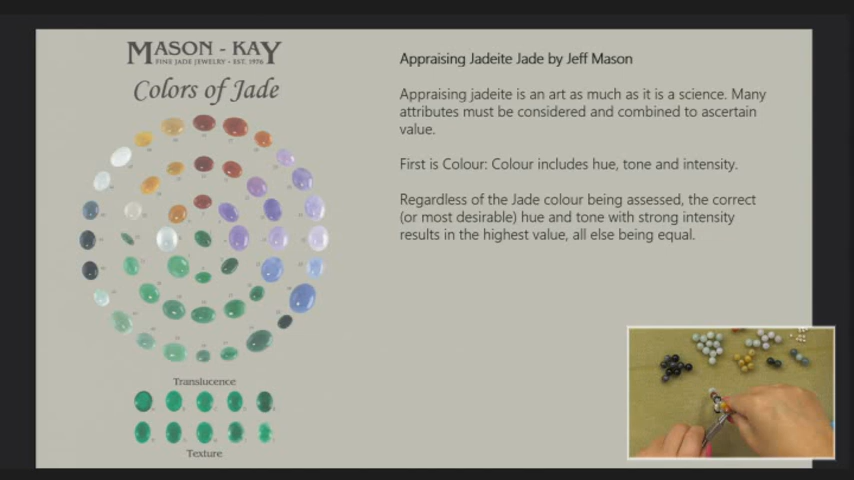 MASON - KAY
FINE JADE JEWELRY - EST. 1976
Colors of Jade
Translucence
Texture
Appraising Jadeite Jade by Jeff Mason
Appraising jadeite is an art as much as it is a science. Many
attributes must be considered and combined to ascertain
value.
First is Colour: Colour includes hue, tone and intensity.
Regardless of the Jade colour being assessed, the correct
(or most desirable) hue and tone with strong intensity
results in the highest value, all else being equal.